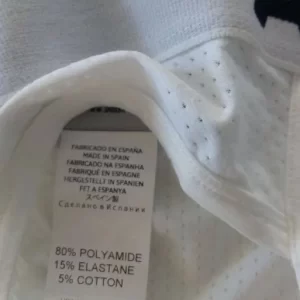 FABRICADO EN ESPAÑA
MADE IN SPAIN
FABRICADO NA ESPANHA
FABRIQUÉ EN ESPAGNE
HERGLSTELLT IN SPANIEN
FET A ESPANYA
スペイン製
Сделано в Испании
80% POLYAMIDE
15% ELASTANE
5% COTTON